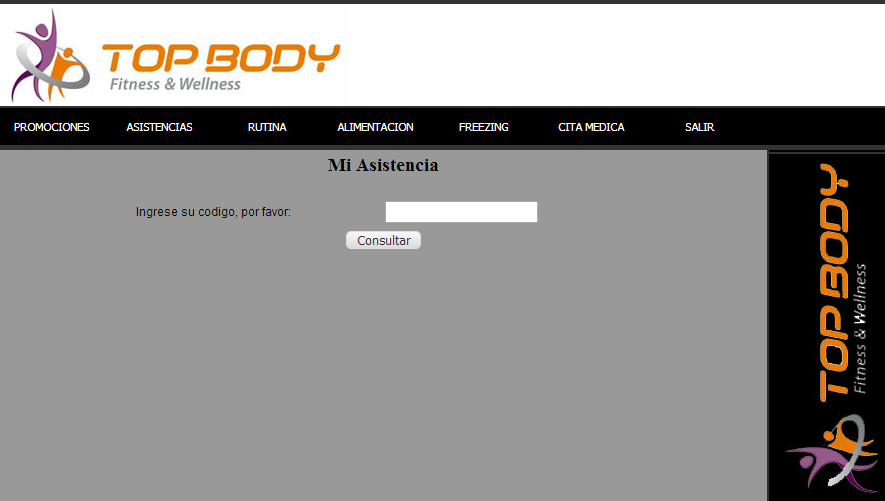 TOP BODY
Fitness & Wellness
PROMOCIONES ASISTENCIAS RUTINA ALIMENTACION FREEZING CITA MEDICA SALIR
Mi Asistencia
Ingrese su codigo, por favor:
Consultar
TOP BODY
Fitness & Wellness